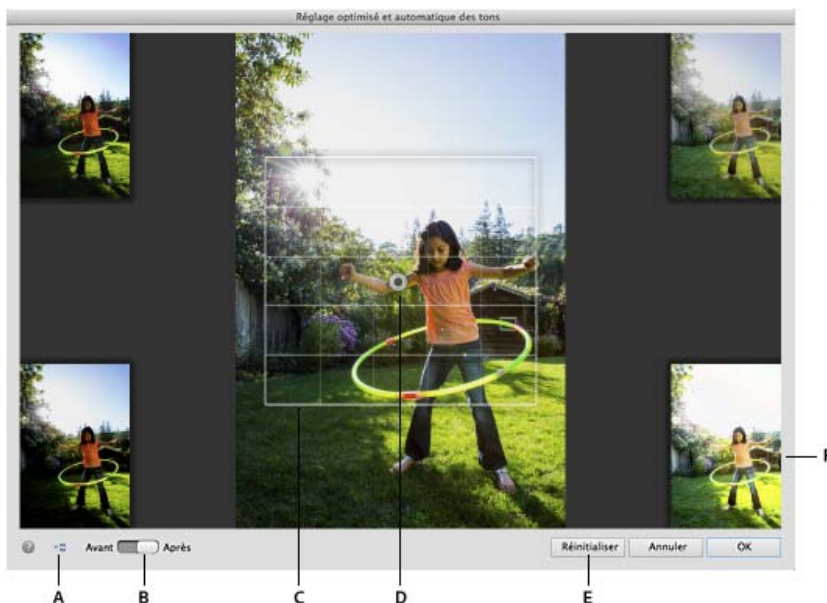 Réglage optimisé et automatique des tons
F
Avant Après Réinitialiser Annuler OK
A B C D E